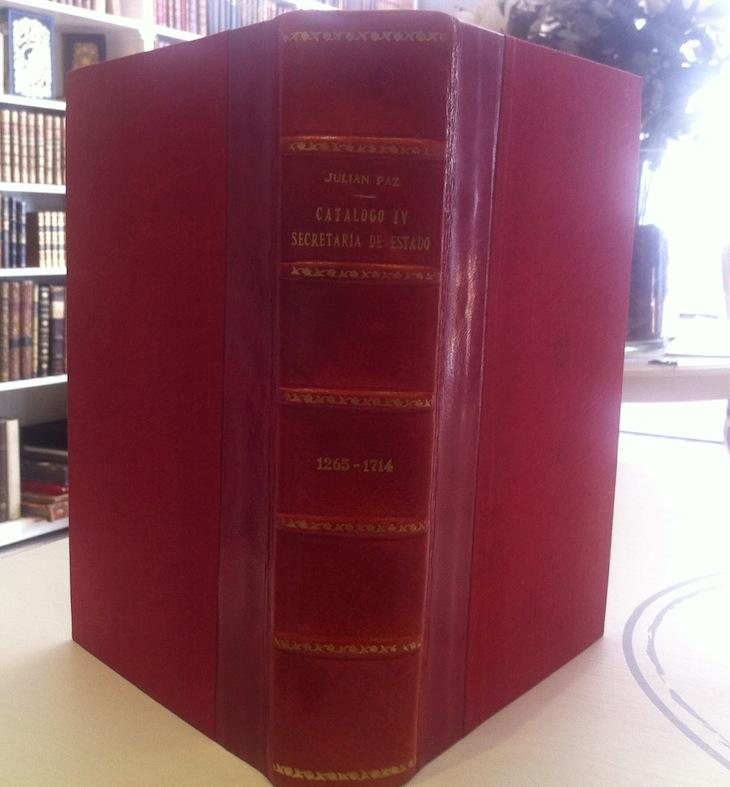 JULIAN PAZ
CATALOGO IV
SECRETARIA DE ESTADO
1265-1714